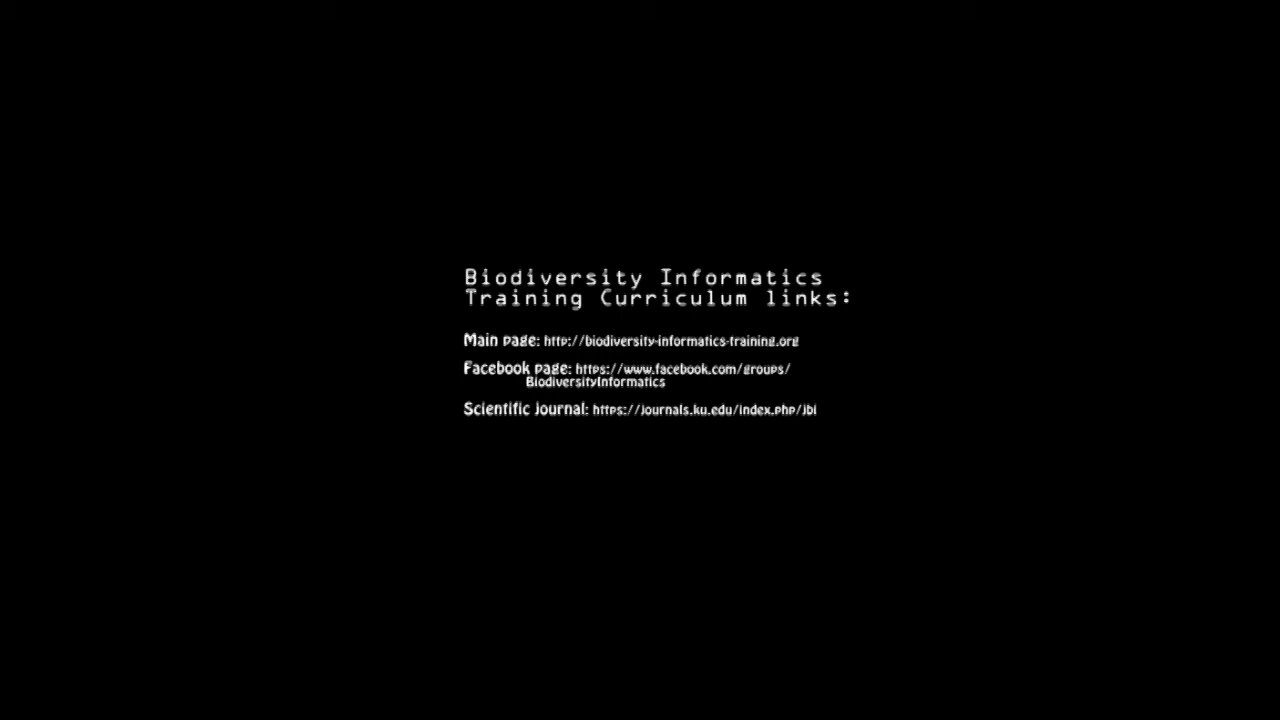 Biodiversity Informatics
Training Curriculum links:
Main page: http://biodiversity-informatics-training.org
Facebook page: https://www.facebook.com/groups/
BiodiversityInformatics
Scientific Journal: https://journals.ku.edu/index.php/jbi